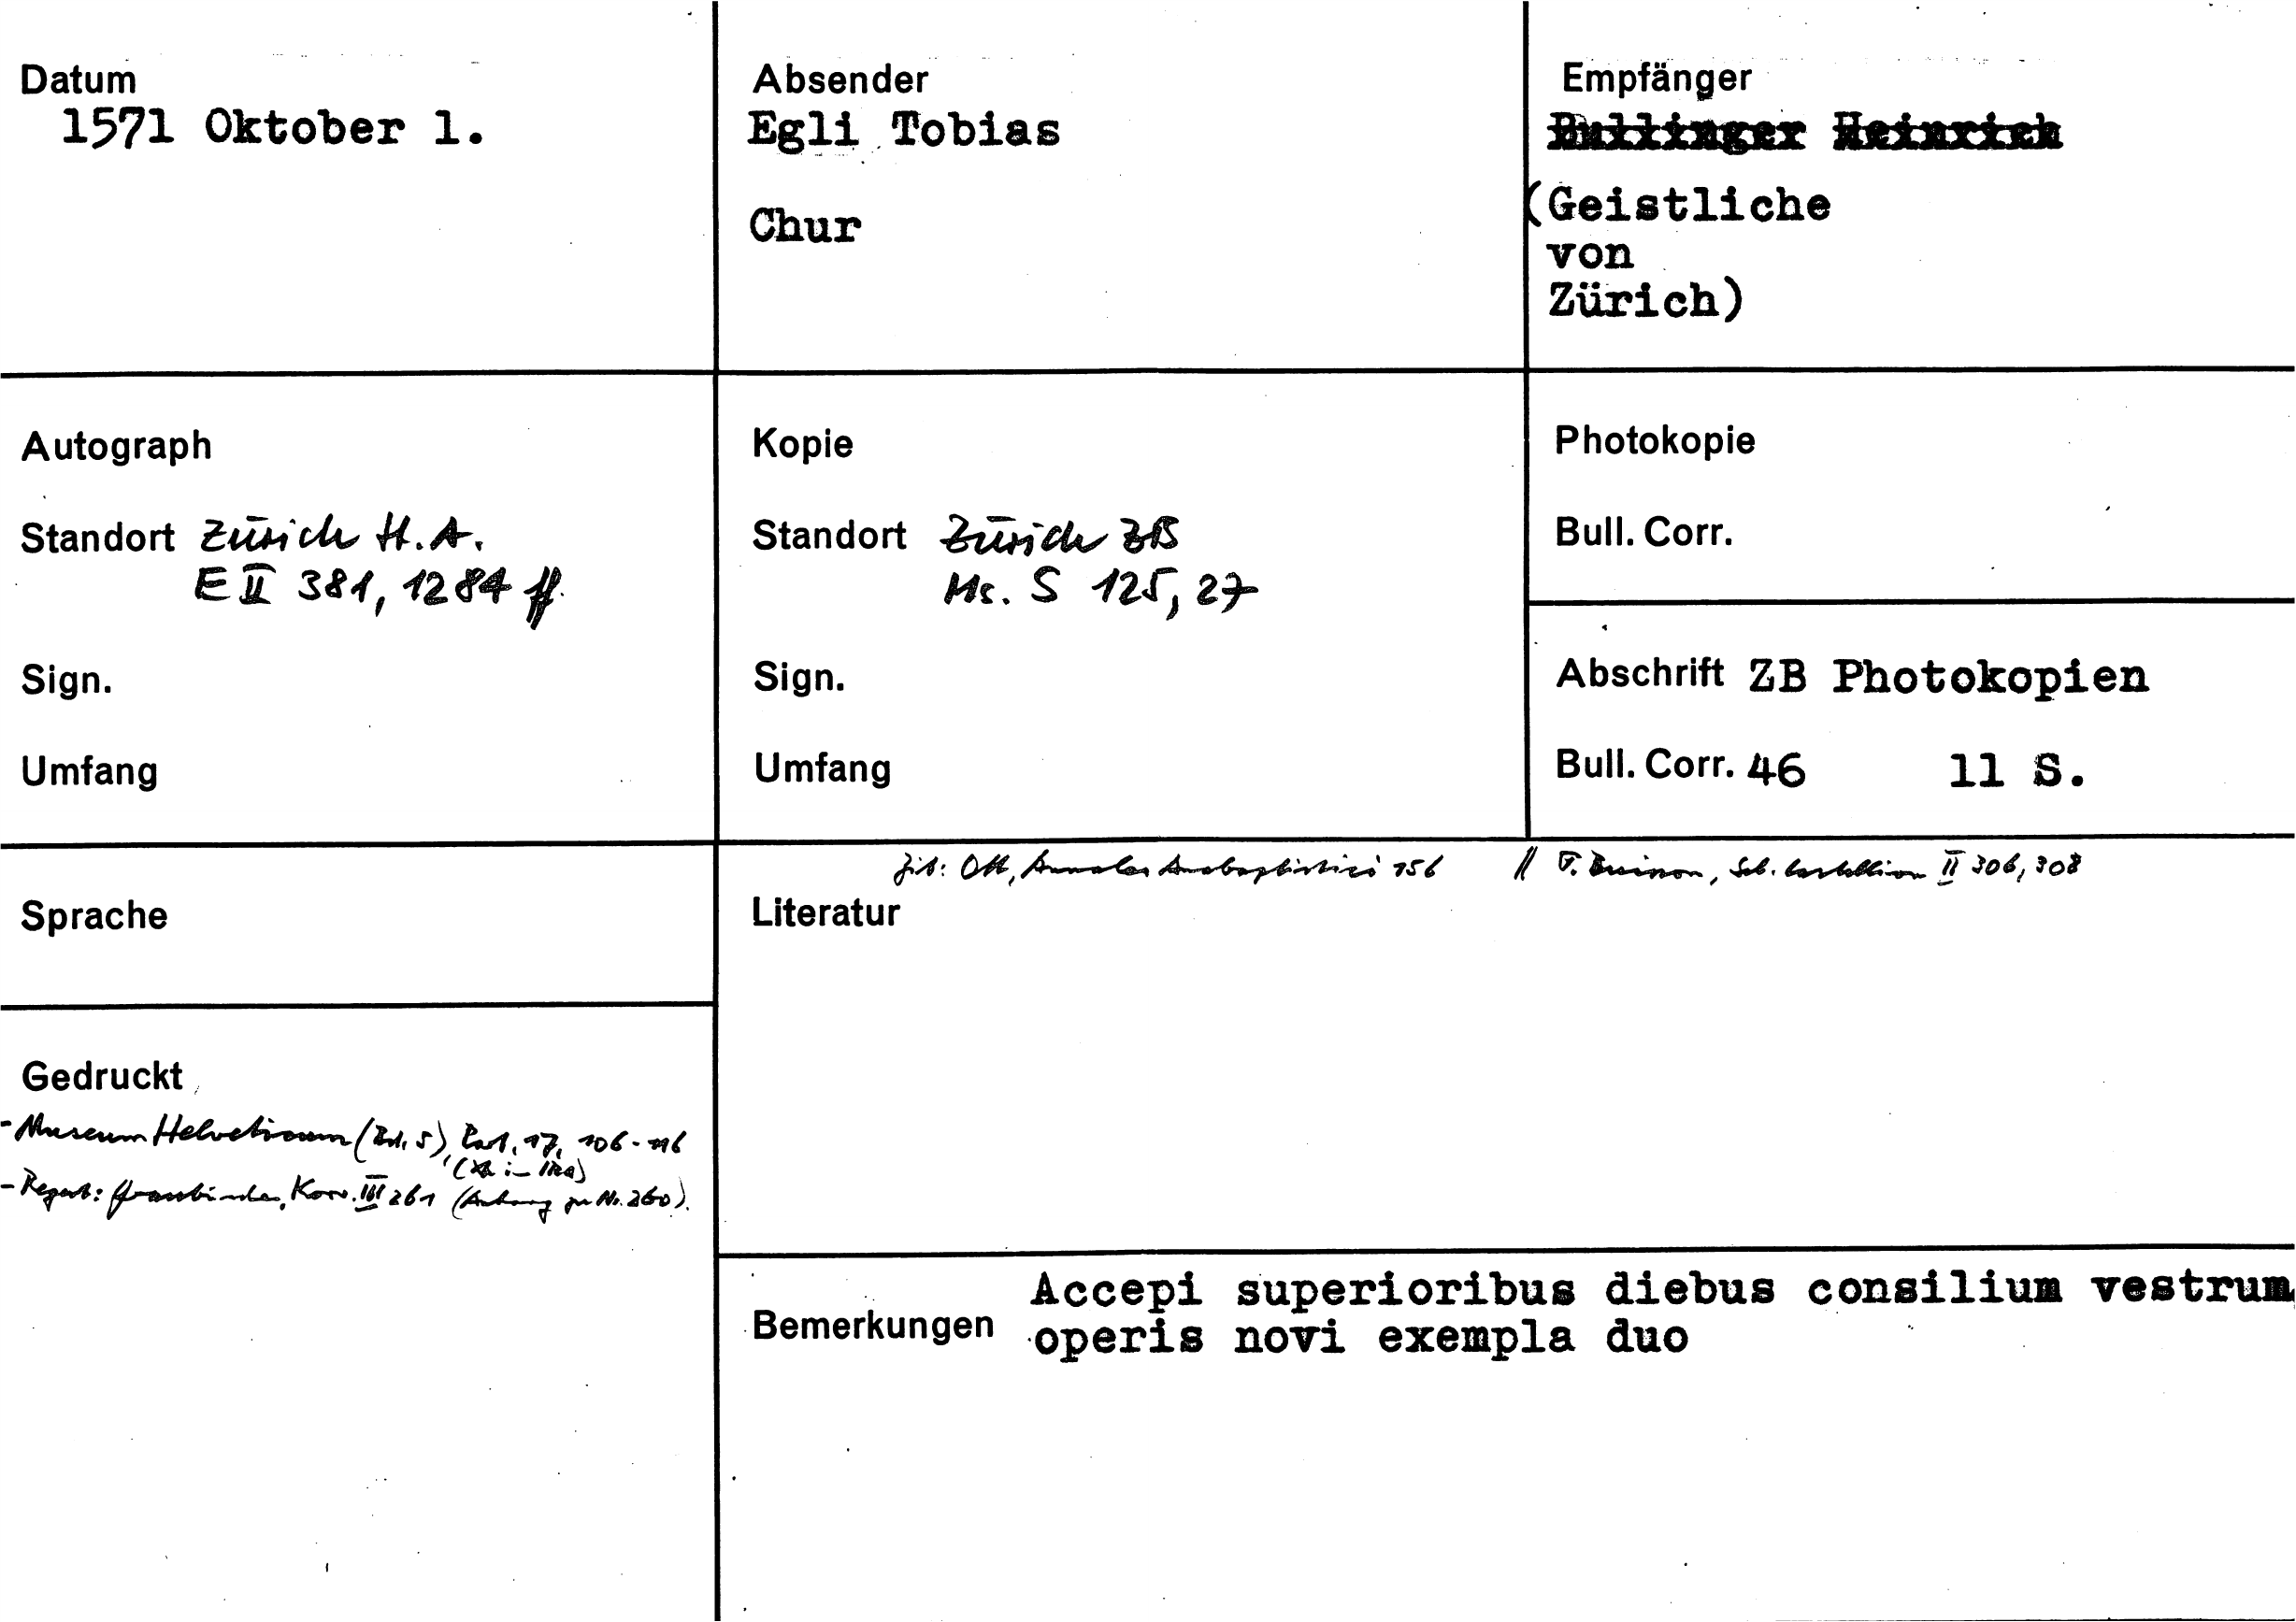 Datum
1571 Oktober 1.
Absender
Egli Tobias
Chur
Empfänger
Bullinger Heinrich
(Geistliche
von
Zürich)
Autograph
Standort Zürich St.A.
E II 381, 1284 ff.
Sign.
Umfang
Kopie
Standort Zürich ZB
Ms. S 125, 27
Sign.
Umfang
Photokopie
Bull. Corr.
Abschrift ZB Photokopien
Bull. Corr. 46 11 S.
Sprache
Gedruckt
- Museum Helveticum (Bd. 5), Part. 17, 106-116
- Regest: Graubünden, Korr. III 261 (Anhang zu Nr. 260).
Zit: Ott, Annales Anabaptistici 156 // F. Buisson, Seb. Castellion II 306, 308
Literatur
Bemerkungen
Accepi superioribus diebus consilium vestrum
operis novi exempla duo